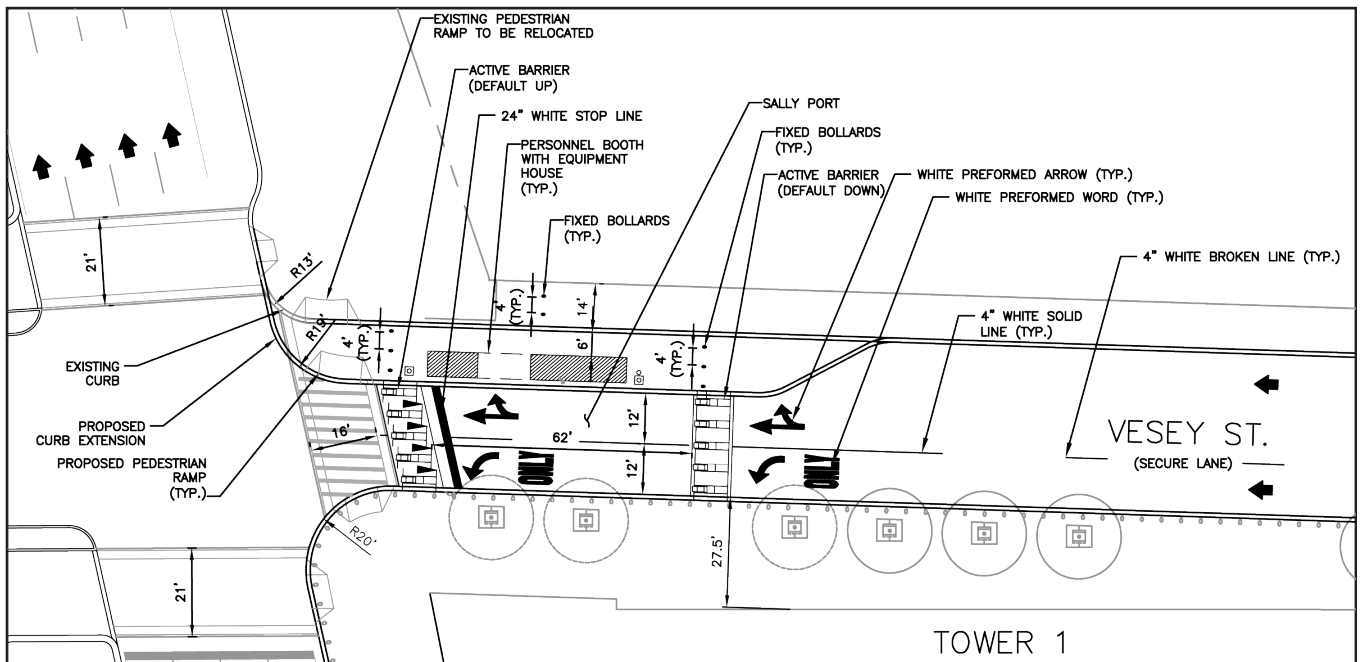 EXISTING PEDESTRIAN
RAMP TO BE RELOCATED
ACTIVE BARRIER
(DEFAULT UP)
24" WHITE STOP LINE
PERSONNEL BOOTH
WITH EQUIPMENT
HOUSE
(TYP.)
FIXED BOLLARDS
(TYP.)
SALLY PORT
FIXED BOLLARDS
(TYP.)
ACTIVE BARRIER
(DEFAULT DOWN)
WHITE PREFORMED ARROW (TYP.)
WHITE PREFORMED WORD (TYP.)
4" WHITE BROKEN LINE (TYP.)
4" WHITE SOLID
LINE (TYP.)
21'
R13'
R19'
4'
(TYP.)
4'
(TYP.)
14'
6'
4'
(TYP.)
EXISTING
CURB
PROPOSED
CURB EXTENSION
PROPOSED PEDESTRIAN
RAMP
(TYP.)
16'
62'
12'
12'
ONLY
ONLY
VESEY ST.
(SECURE LANE)
R20'
27.5'
21'
TOWER 1